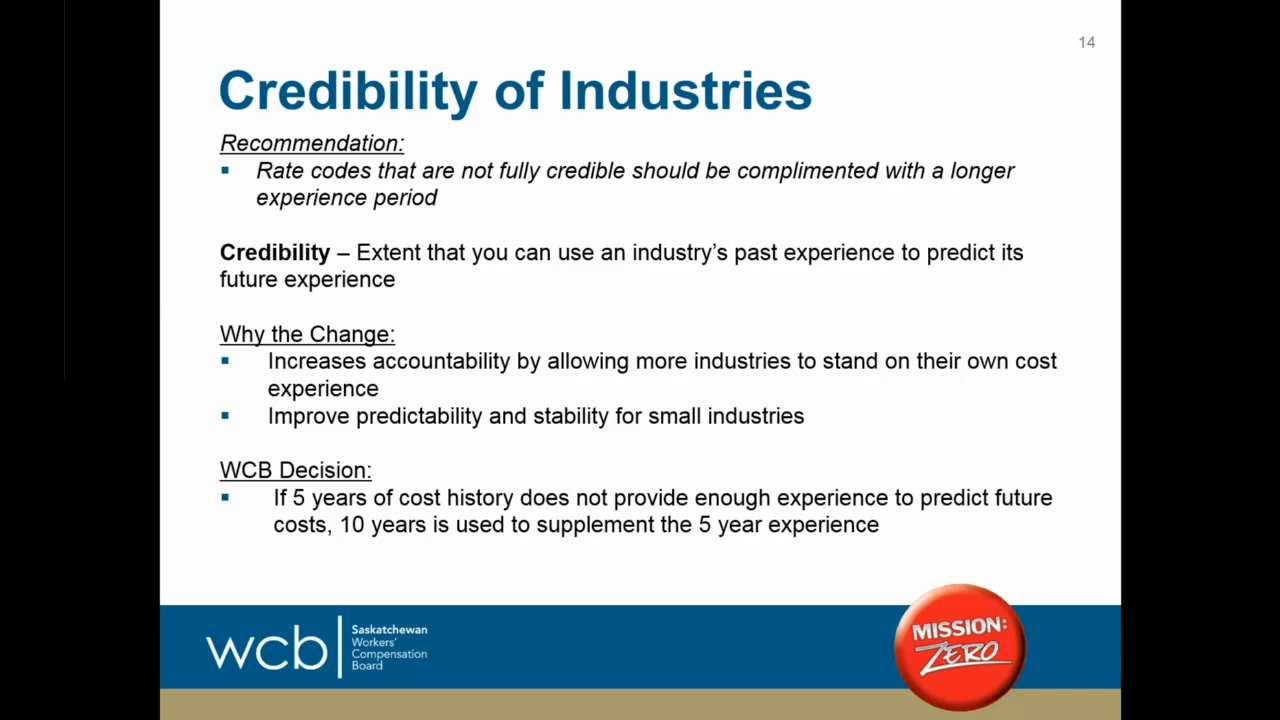 14
Credibility of Industries
Recommendation:
▪ Rate codes that are not fully credible should be complimented with a longer
experience period
Credibility – Extent that you can use an industry’s past experience to predict its
future experience
Why the Change:
▪ Increases accountability by allowing more industries to stand on their own cost
experience
▪ Improve predictability and stability for small industries
WCB Decision:
▪ If 5 years of cost history does not provide enough experience to predict future
costs, 10 years is used to supplement the 5 year experience
wcb
Saskatchewan
Workers'
Compensation
Board
MISSION:
ZERO